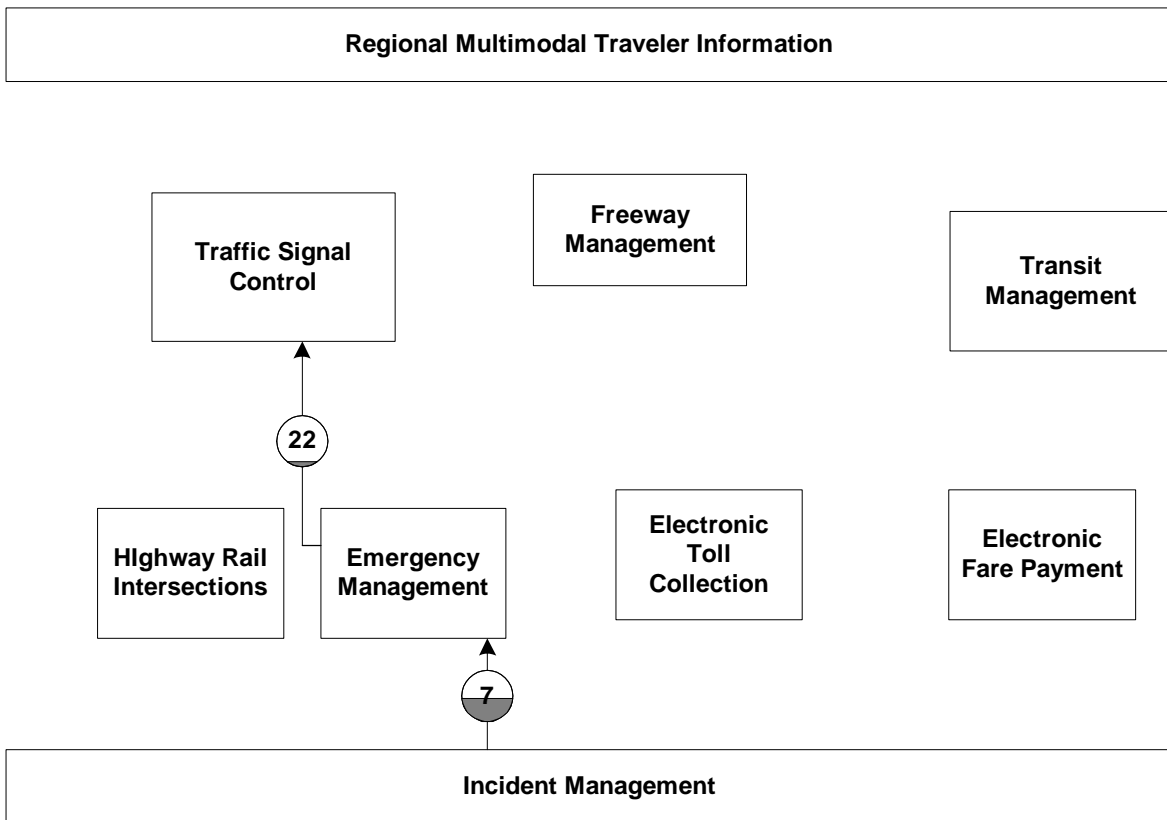 Regional Multimodal Traveler Information
Freeway
Management
Traffic Signal
Control
Transit
Management
22
HIghway Rail
Intersections
Emergency
Management
Electronic
Toll
Collection
Electronic
Fare Payment
7
Incident Management